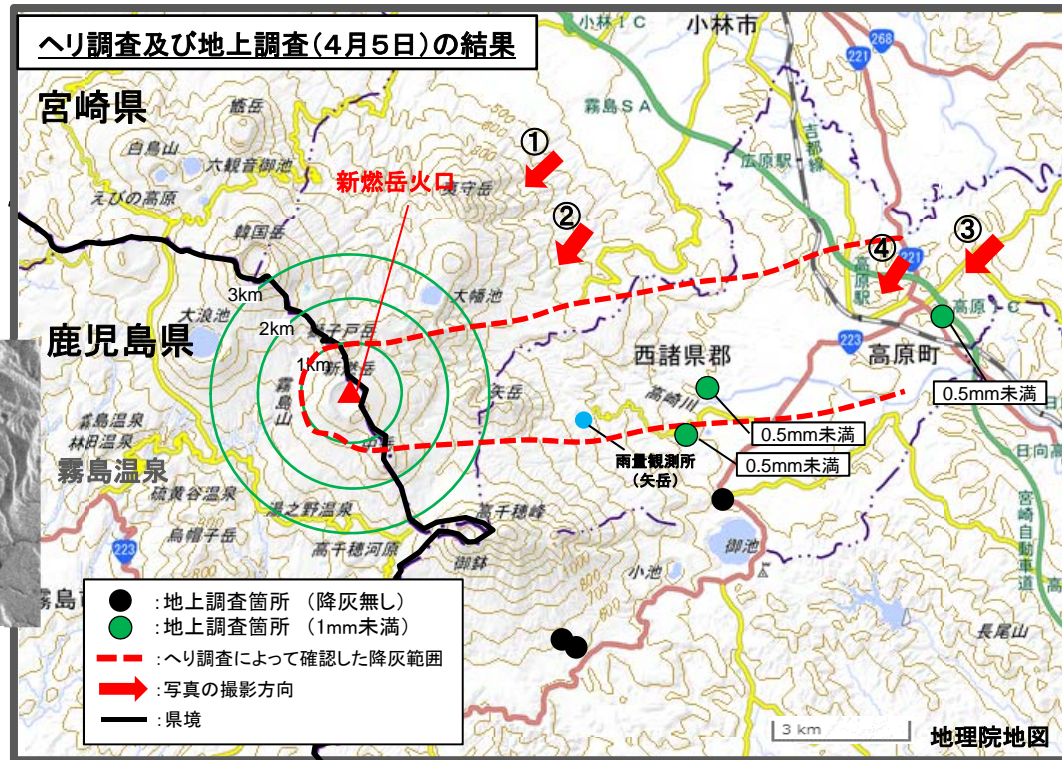 ヘリ調査及び地上調査(4月5日)の結果
小林IC
小林市
268
221
宮崎県
甑岳
霧島SA
白鳥山
六観音御池
①
吉都線
広原駅
新燃岳火口
夷守岳
えびの高原
②
③
韓国岳
④
221
高原駅
3km
大幡池
高原IC
大浪池
2km
鹿児島県
獅子戸岳
223
1km
新燃岳
西諸県郡
高原町
霧島山
矢岳
高崎川
0.5mm未満
中岳
0.5mm未満
雨量観測所
(矢岳)
0.5mm未満
林田温泉
霧島温泉
硫黄谷温泉
湯之野温泉
高千穂峰
宮崎自動車道
烏帽子岳
高千穂河原
御鉢
御池
223
小池
:地上調査箇所 (降灰無し)
:地上調査箇所 (1mm未満)
:ヘリ調査によって確認した降灰範囲
:写真の撮影方向
:県境
長尾山
3 km
地理院地図